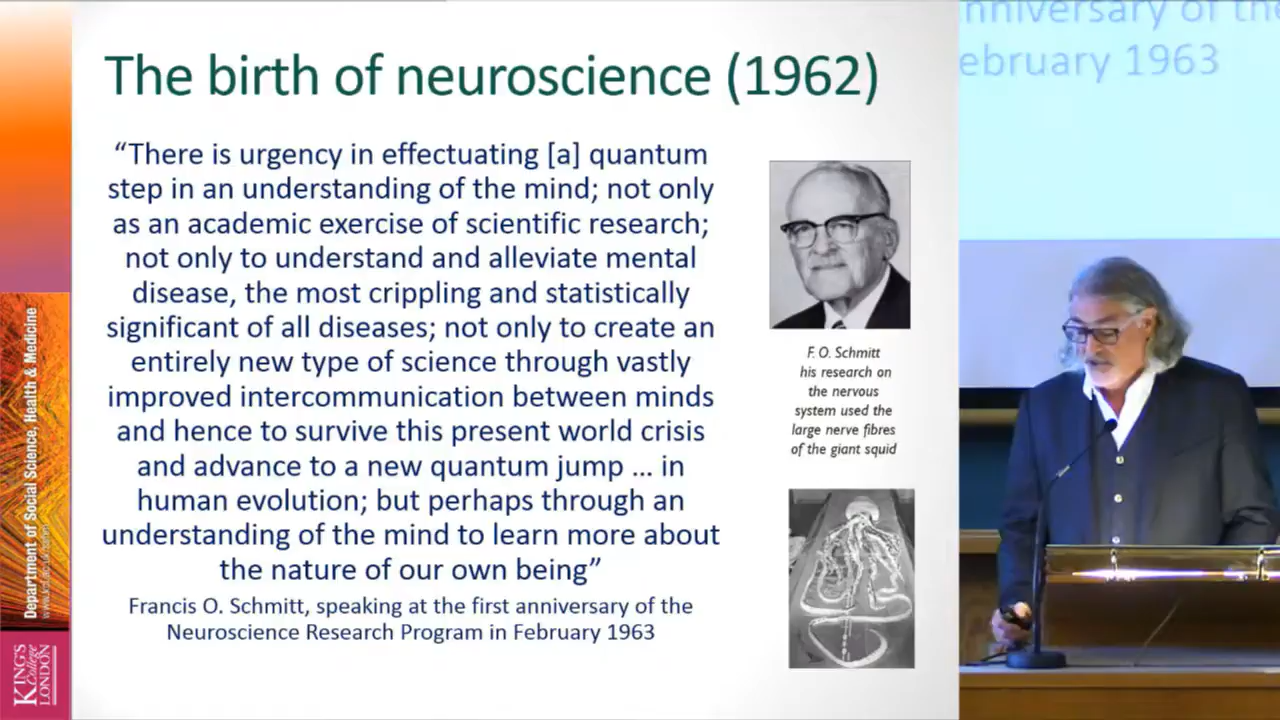 The birth of neuroscience (1962)
“There is urgency in effectuating [a] quantum
step in an understanding of the mind; not only
as an academic exercise of scientific research;
not only to understand and alleviate mental
disease, the most crippling and statistically
significant of all diseases; not only to create an
entirely new type of science through vastly
improved intercommunication between minds
and hence to survive this present world crisis
and advance to a new quantum jump ... in
human evolution; but perhaps through an
understanding of the mind to learn more about
the nature of our own being”
Francis O. Schmitt, speaking at the first anniversary of the
Neuroscience Research Program in February 1963
F. O. Schmitt
his research on
the nervous
system used the
large nerve fibres
of the giant squid
Department of Social Science, Health & Medicine
KING'S
College
LONDON
nniversary of the
ebruary 1963